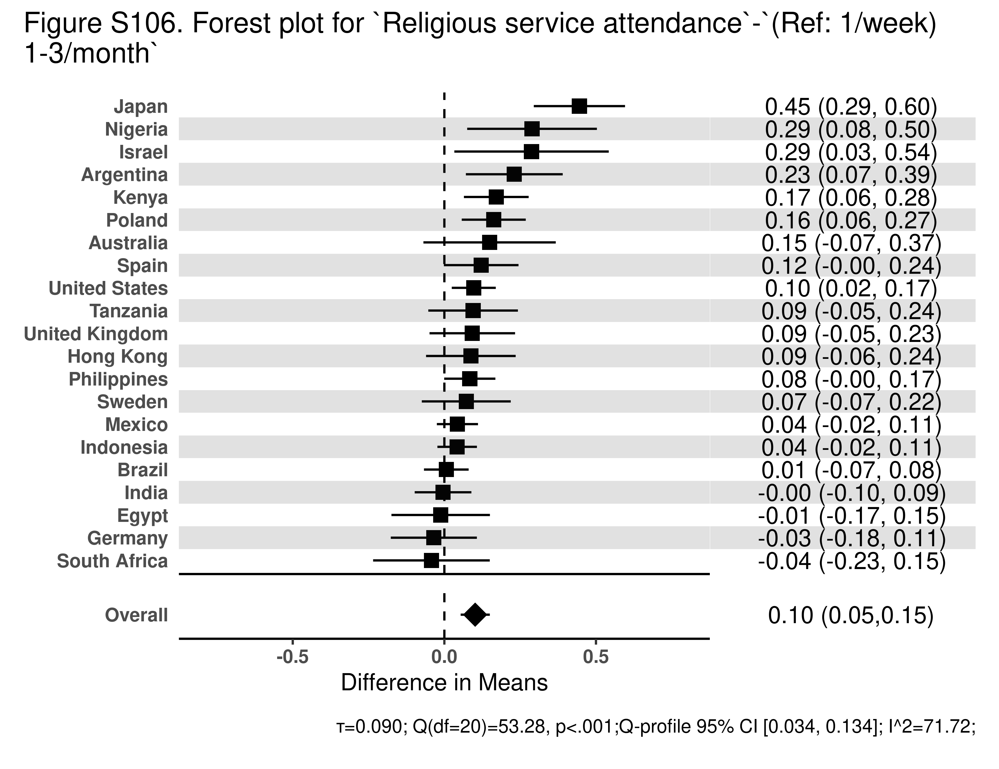 Figure S106. Forest plot for `Religious service attendance`-`(Ref: 1/week)
1-3/month`
Japan 0.45 (0.29, 0.60)
Nigeria 0.29 (0.08, 0.50)
Israel 0.29 (0.03, 0.54)
Argentina 0.23 (0.07, 0.39)
Kenya 0.17 (0.06, 0.28)
Poland 0.16 (0.06, 0.27)
Australia 0.15 (-0.07, 0.37)
Spain 0.12 (-0.00, 0.24)
United States 0.10 (0.02, 0.17)
Tanzania 0.09 (-0.05, 0.24)
United Kingdom 0.09 (-0.05, 0.23)
Hong Kong 0.09 (-0.06, 0.24)
Philippines 0.08 (-0.00, 0.17)
Sweden 0.07 (-0.07, 0.22)
Mexico 0.04 (-0.02, 0.11)
Indonesia 0.04 (-0.02, 0.11)
Brazil 0.01 (-0.07, 0.08)
India -0.00 (-0.10, 0.09)
Egypt -0.01 (-0.17, 0.15)
Germany -0.03 (-0.18, 0.11)
South Africa -0.04 (-0.23, 0.15)
Overall 0.10 (0.05,0.15)
-0.5 0.0 0.5
Difference in Means
τ=0.090; Q(df=20)=53.28, p<.001;Q-profile 95% CI [0.034, 0.134]; I^2=71.72;